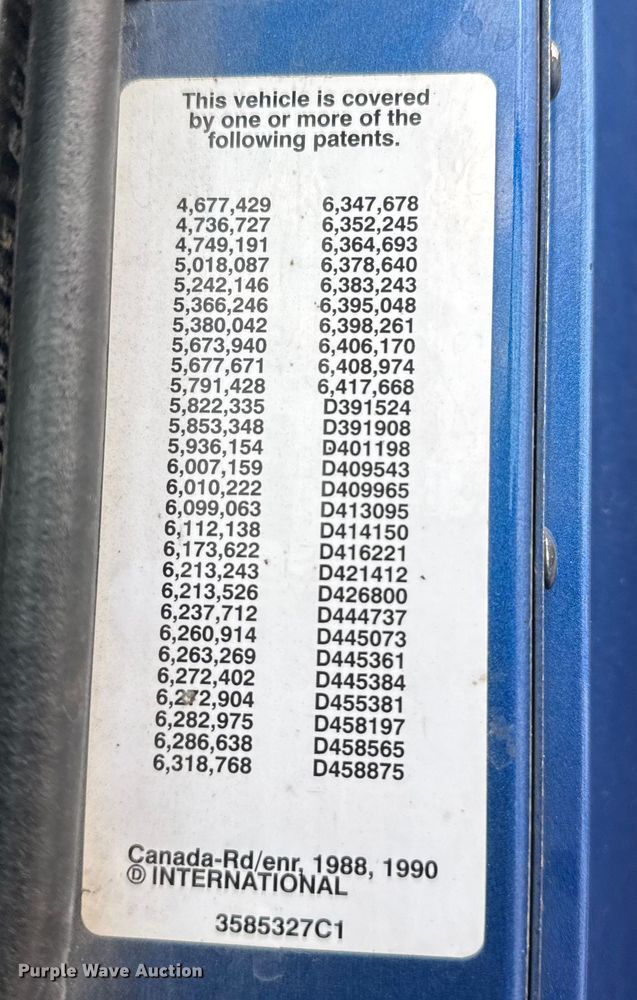 This vehicle is covered
by one or more of the
following patents.
4,677,429 6,347,678
4,736,727 6,352,245
4,749,191 6,364,693
5,018,087 6,378,640
5,242,146 6,383,243
5,366,246 6,395,048
5,380,042 6,398,261
5,673,940 6,406,170
5,677,671 6,408,974
5,791,428 6,417,668
5,822,335 D391524
5,853,348 D391908
5,936,154 D401198
6,007,159 D409543
6,010,222 D409965
6,099,063 D413095
6,112,138 D414150
6,173,622 D416221
6,213,243 D421412
6,213,526 D426800
6,237,712 D444737
6,260,914 D445073
6,263,269 D445361
6,272,402 D445384
6,272,904 D455381
6,282,975 D458197
6,286,638 D458565
6,318,768 D458875
Canada-Rd/enr, 1988, 1990
Ⓓ INTERNATIONAL
3585327C1
Purple Wave Auction